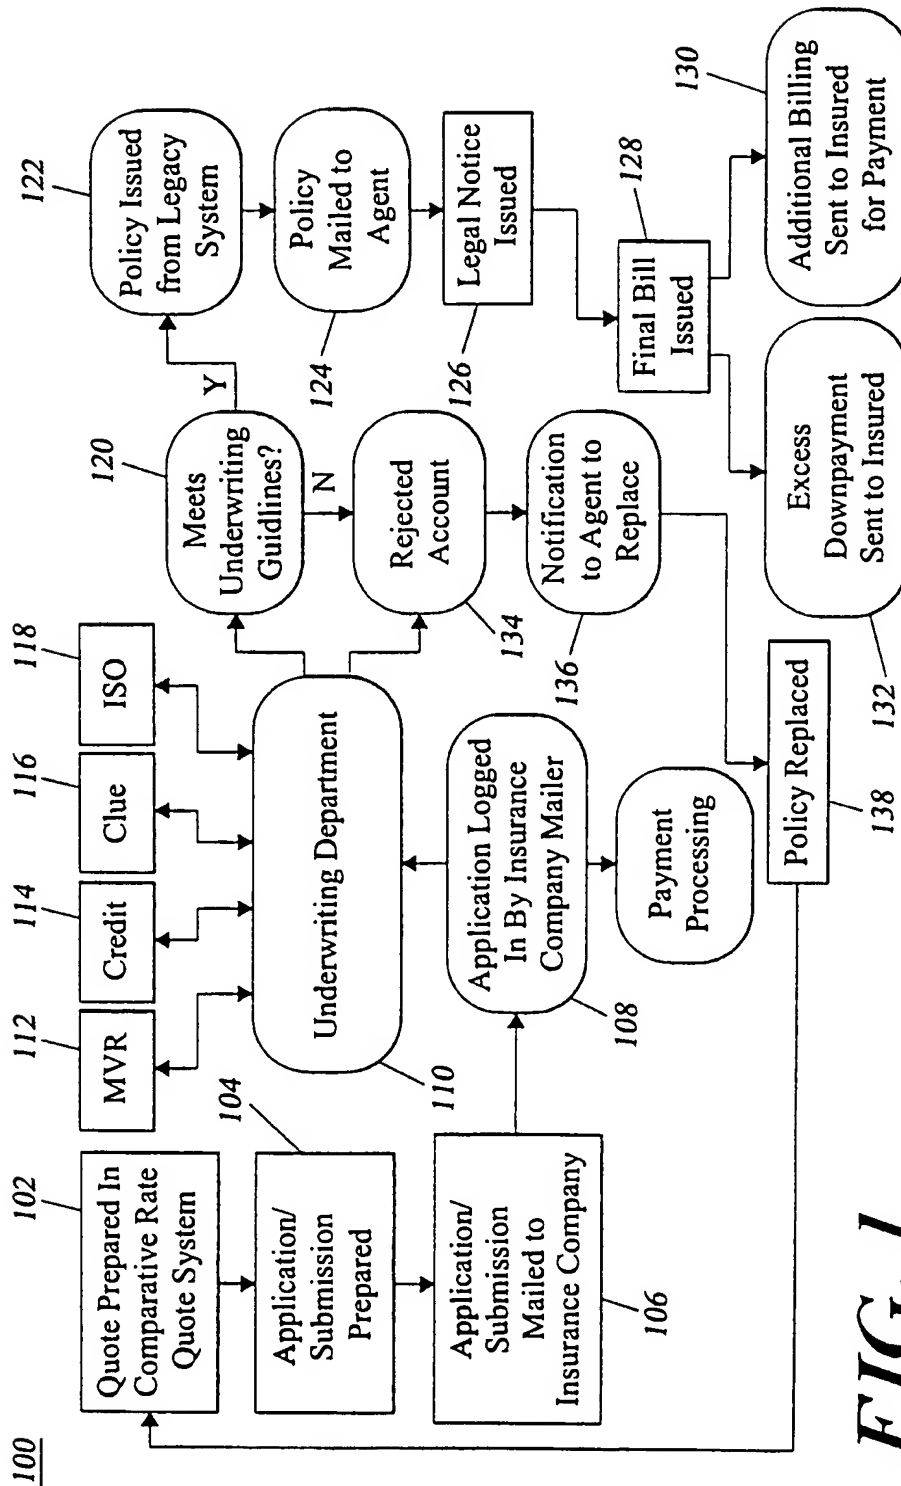 100
102
Quote Prepared In
Comparative Rate
Quote System
104
Application/
Submission
Prepared
Application/
Submission
Mailed to
Insurance Company
106
112
MVR
114
Credit
116
Clue
118
ISO
Underwriting Department
110
Application Logged
In By Insurance
Company Mailer
108
Payment
Processing
120
Meets
Underwriting
Guidlines?
Y
N
Rejected
Account
134
Notification
to Agent to
Replace
136
Policy Replaced
138
122
Policy Issued
from Legacy
System
Policy
Mailed to
Agent
124
Legal Notice
Issued
126
128
Final Bill
Issued
130
Additional Billing
Sent to Insured
for Payment
Excess
Downpayment
Sent to Insured
132
FIG. 1